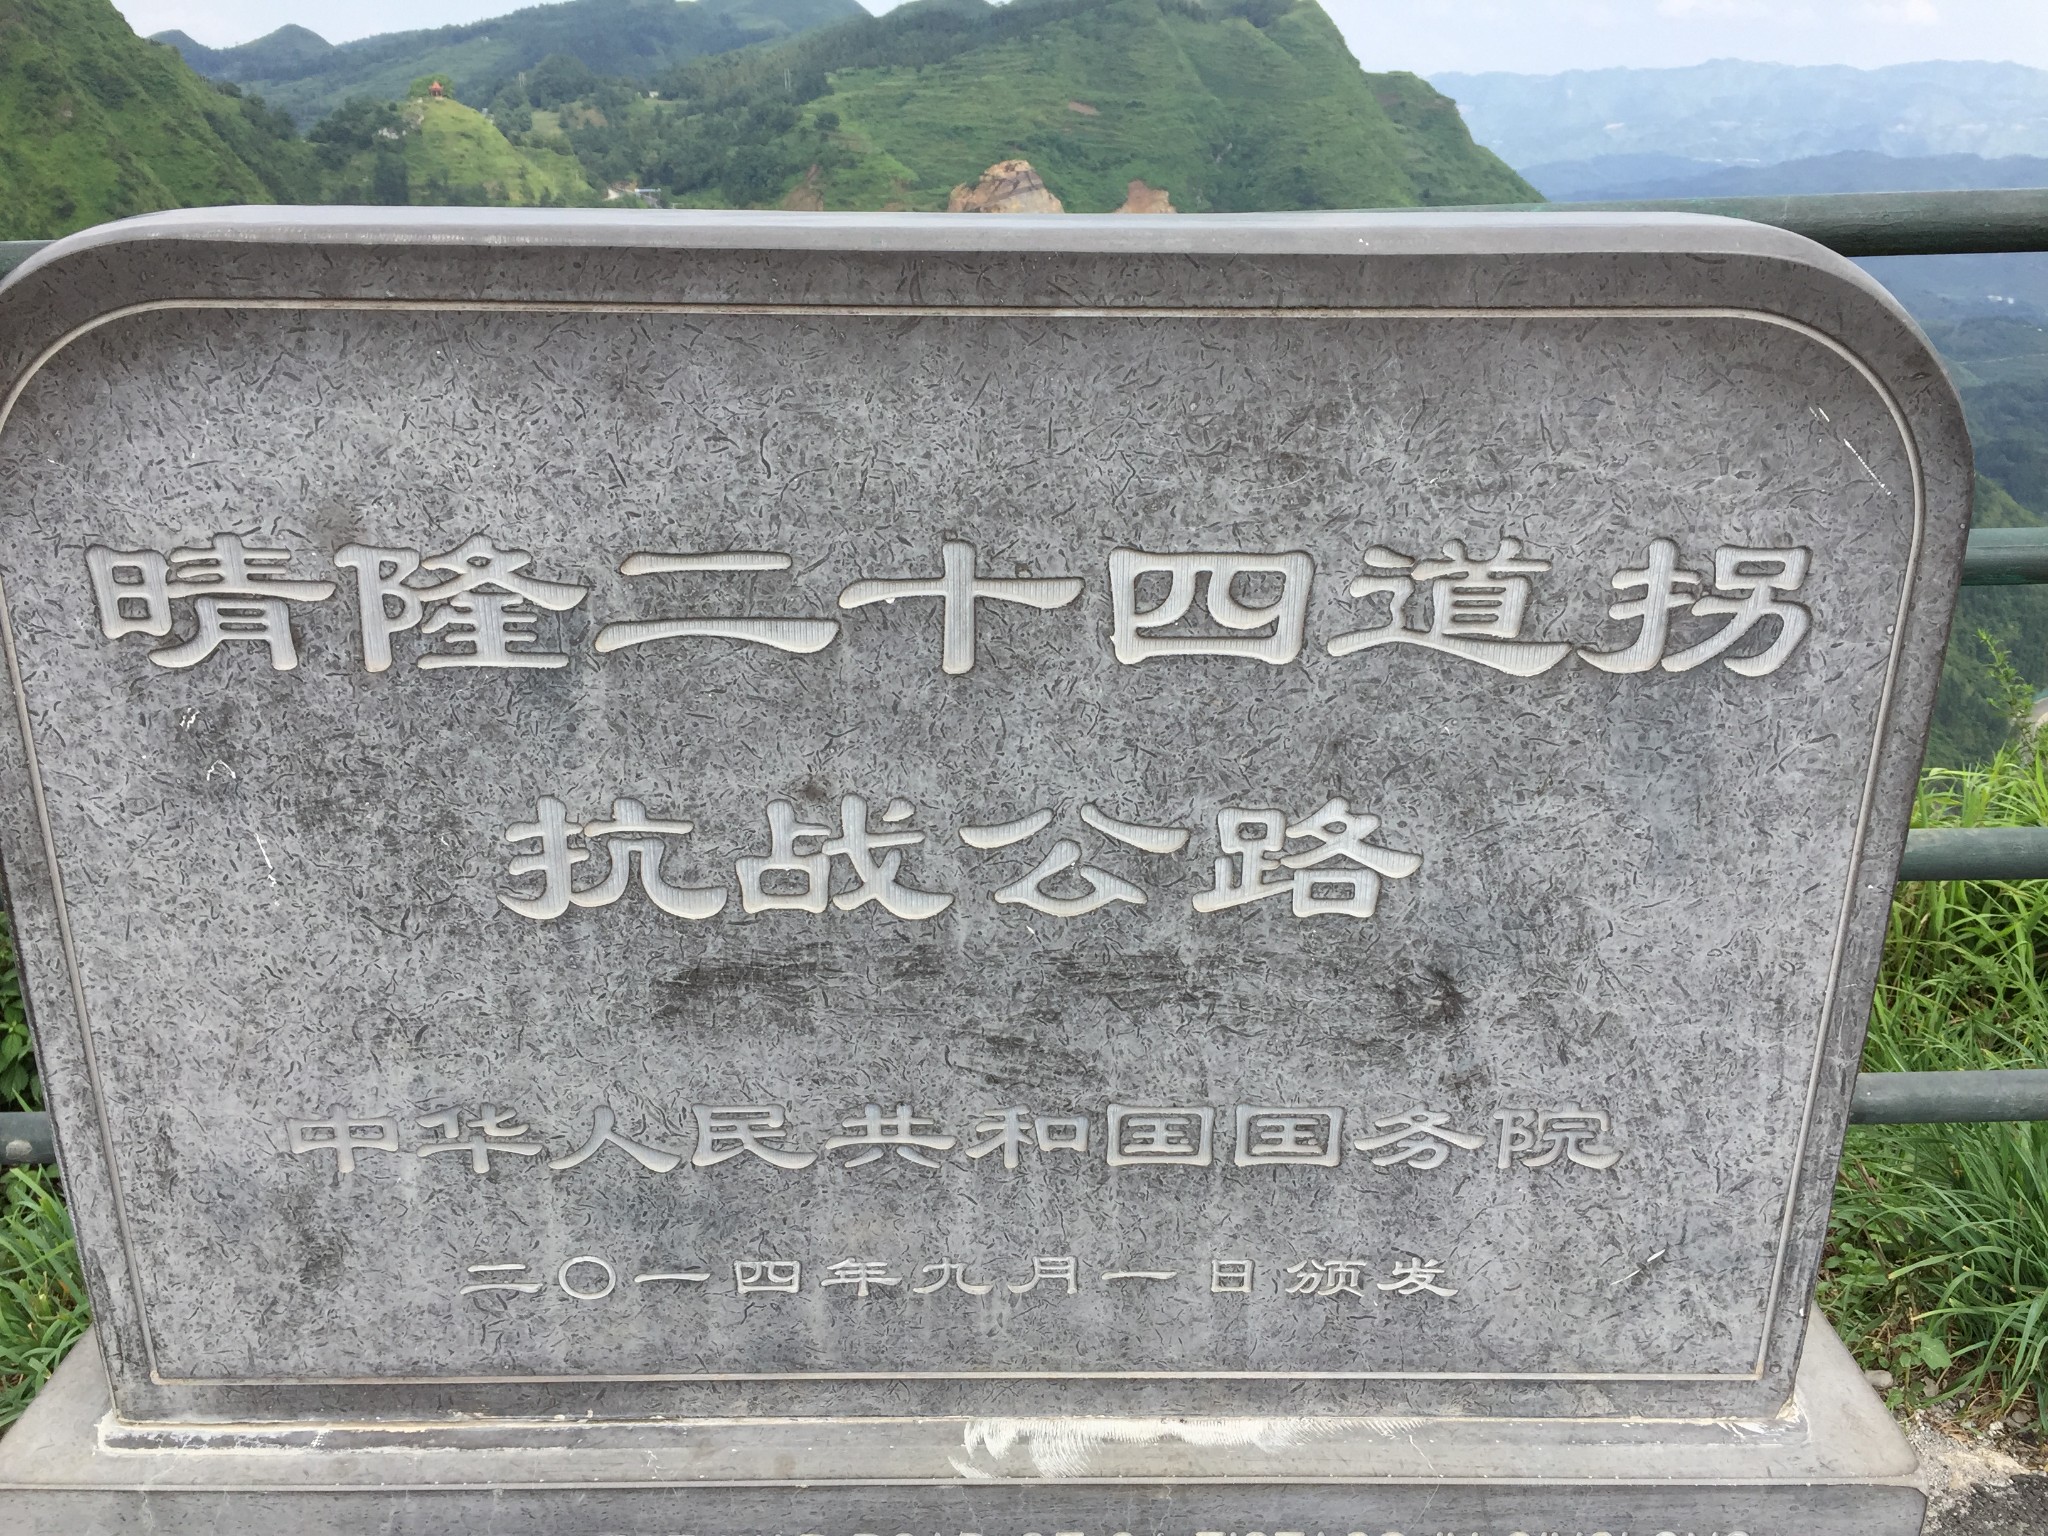 晴隆二十四道拐
抗战公路
中华人民共和国国务院
二〇一四年九月一日颁发